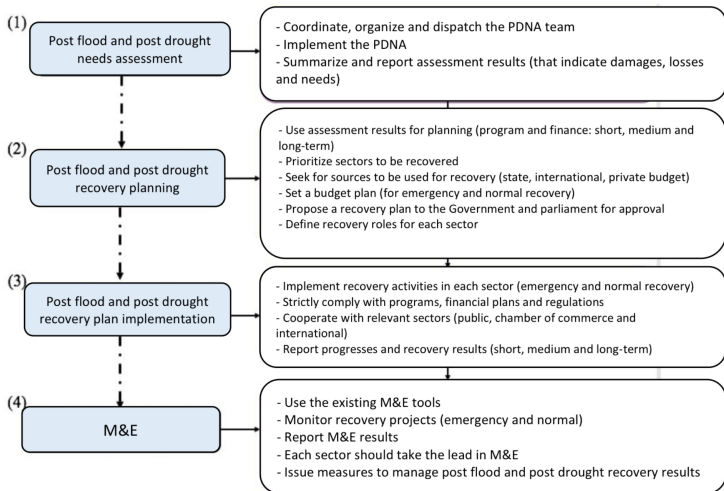 (1)
Post flood and post drought
needs assessment
- Coordinate, organize and dispatch the PDNA team
- Implement the PDNA
- Summarize and report assessment results (that indicate damages, losses
and needs)
(2)
Post flood and post drought
recovery planning
- Use assessment results for planning (program and finance: short, medium and
long-term)
- Prioritize sectors to be recovered
- Seek for sources to be used for recovery (state, international, private budget)
- Set a budget plan (for emergency and normal recovery)
- Propose a recovery plan to the Government and parliament for approval
- Define recovery roles for each sector
(3)
Post flood and post drought
recovery plan implementation
- Implement recovery activities in each sector (emergency and normal recovery)
- Strictly comply with programs, financial plans and regulations
- Cooperate with relevant sectors (public, chamber of commerce and
international)
- Report progresses and recovery results (short, medium and long-term)
(4)
M&E
- Use the existing M&E tools
- Monitor recovery projects (emergency and normal)
- Report M&E results
- Each sector should take the lead in M&E
- Issue measures to manage post flood and post drought recovery results